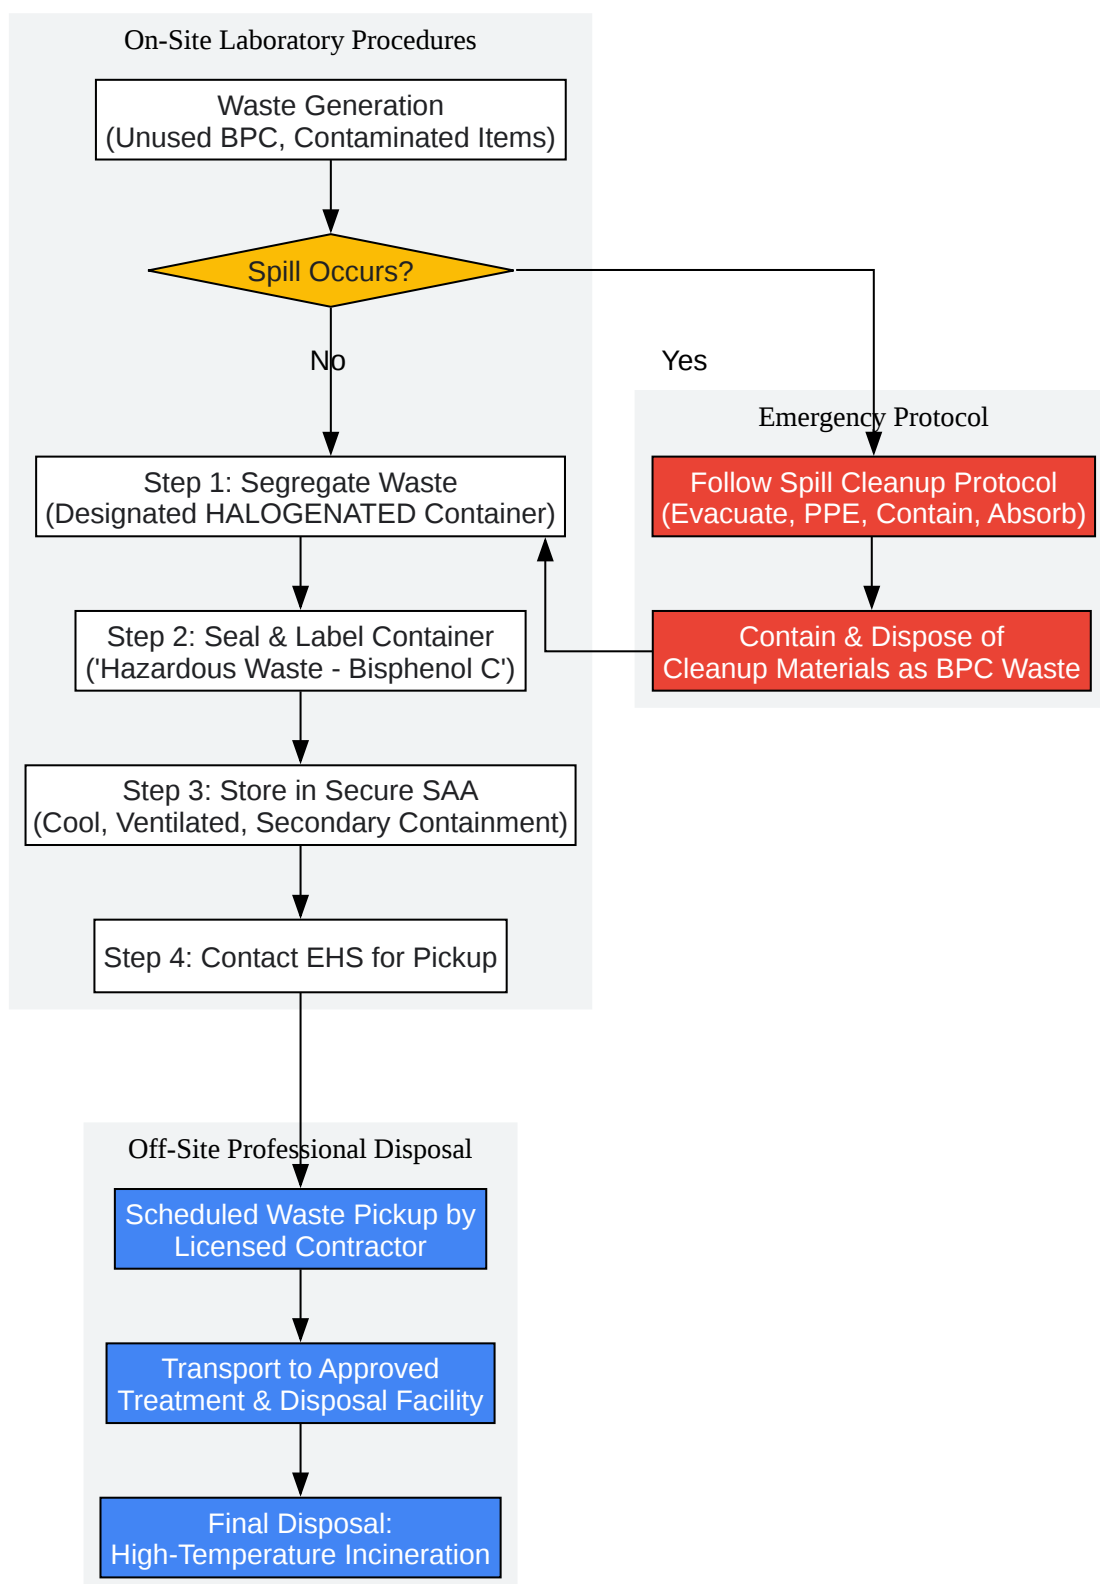 On-Site Laboratory Procedures
Waste Generation
(Unused BPC, Contaminated Items)
Spill Occurs?
No
Yes
Emergency Protocol
Step 1: Segregate Waste
(Designated HALOGENATED Container)
Follow Spill Cleanup Protocol
(Evacuate, PPE, Contain, Absorb)
Step 2: Seal & Label Container
('Hazardous Waste - Bisphenol C')
Contain & Dispose of
Cleanup Materials as BPC Waste
Step 3: Store in Secure SAA
(Cool, Ventilated, Secondary Containment)
Step 4: Contact EHS for Pickup
Off-Site Professional Disposal
Scheduled Waste Pickup by
Licensed Contractor
Transport to Approved
Treatment & Disposal Facility
Final Disposal:
High-Temperature Incineration